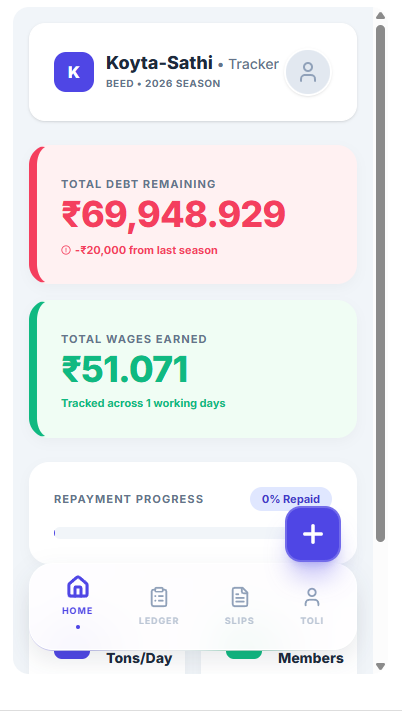 K
Koyta-Sathi • Tracker
BEED • 2026 SEASON
TOTAL DEBT REMAINING
₹69,948.929
-₹20,000 from last season
TOTAL WAGES EARNED
₹51.071
Tracked across 1 working days
REPAYMENT PROGRESS
0% Repaid
HOME
LEDGER
SLIPS
TOLI
Tons/Day
Members